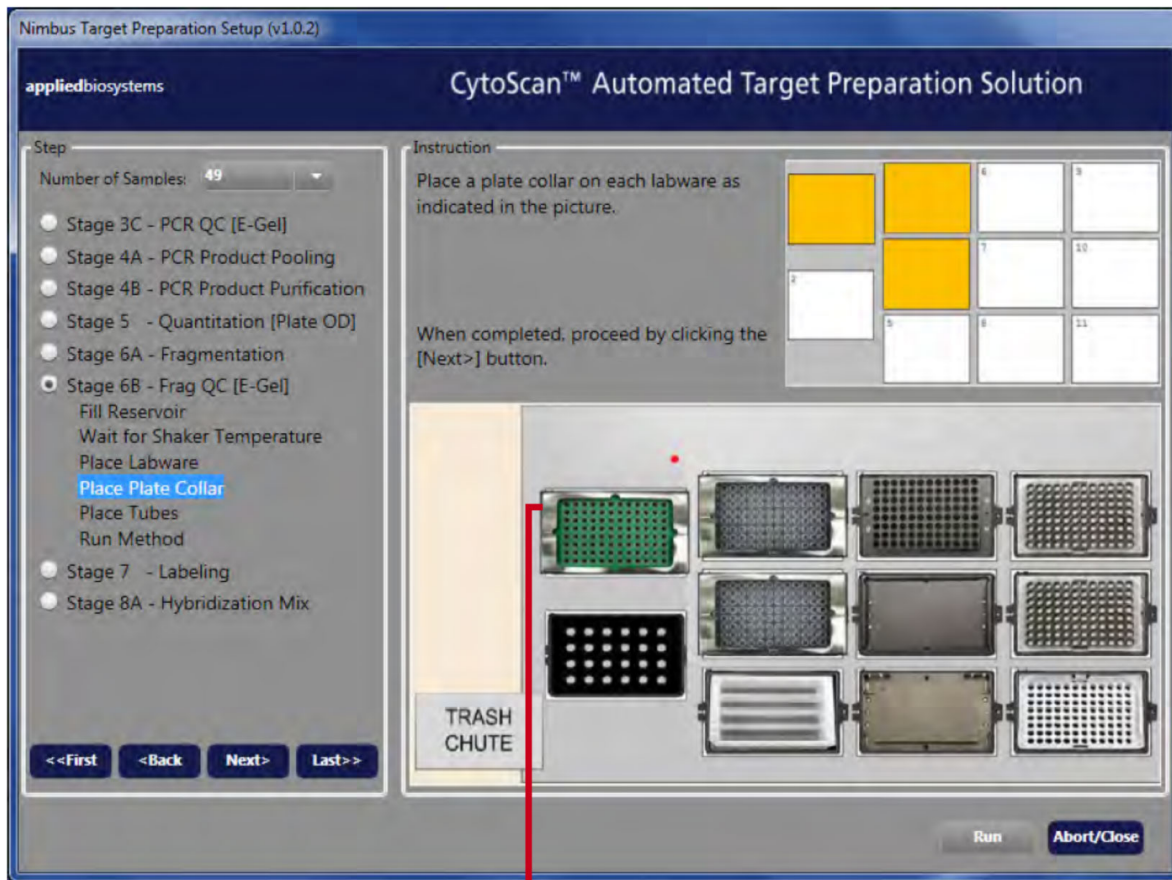 Nimbus Target Preparation Setup (v1.0.2)
appliedbiosystems
CytoScan™ Automated Target Preparation Solution
Step
Number of Samples: 49
Stage 3C - PCR QC [E-Gel]
Stage 4A - PCR Product Pooling
Stage 4B - PCR Product Purification
Stage 5 - Quantitation [Plate OD]
Stage 6A - Fragmentation
Stage 6B - Frag QC [E-Gel]
Fill Reservoir
Wait for Shaker Temperature
Place Labware
Place Plate Collar
Place Tubes
Run Method
Stage 7 - Labeling
Stage 8A - Hybridization Mix
<<First <Back Next> Last>>
Instruction
Place a plate collar on each labware as
indicated in the picture.
When completed, proceed by clicking the
[Next>] button.
6 9
2 7 10
5 8 11
TRASH
CHUTE
Run Abort/Close